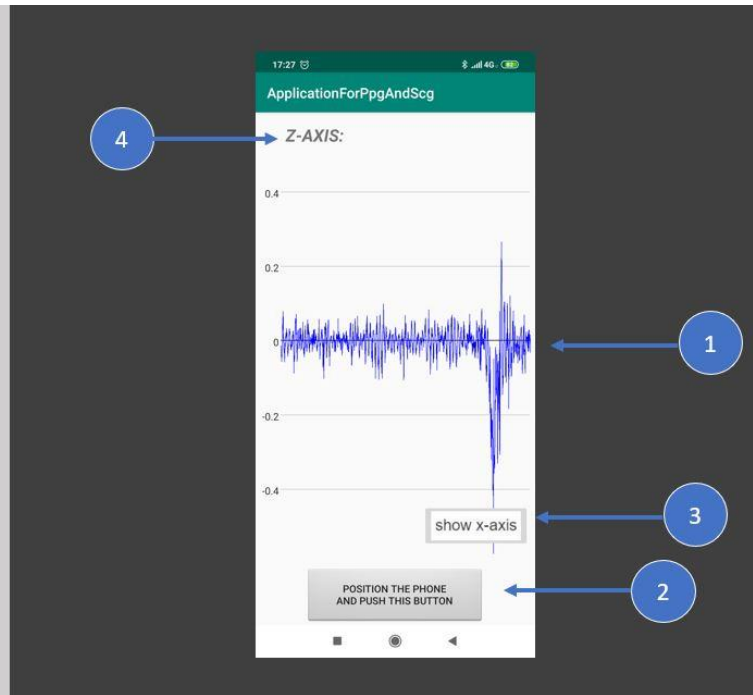 17:27
4G
ApplicationForPpgAndScg
4
Z-AXIS:
0.4
0.2
0
1
-0.2
-0.4
show x-axis
3
POSITION THE PHONE
AND PUSH THIS BUTTON
2